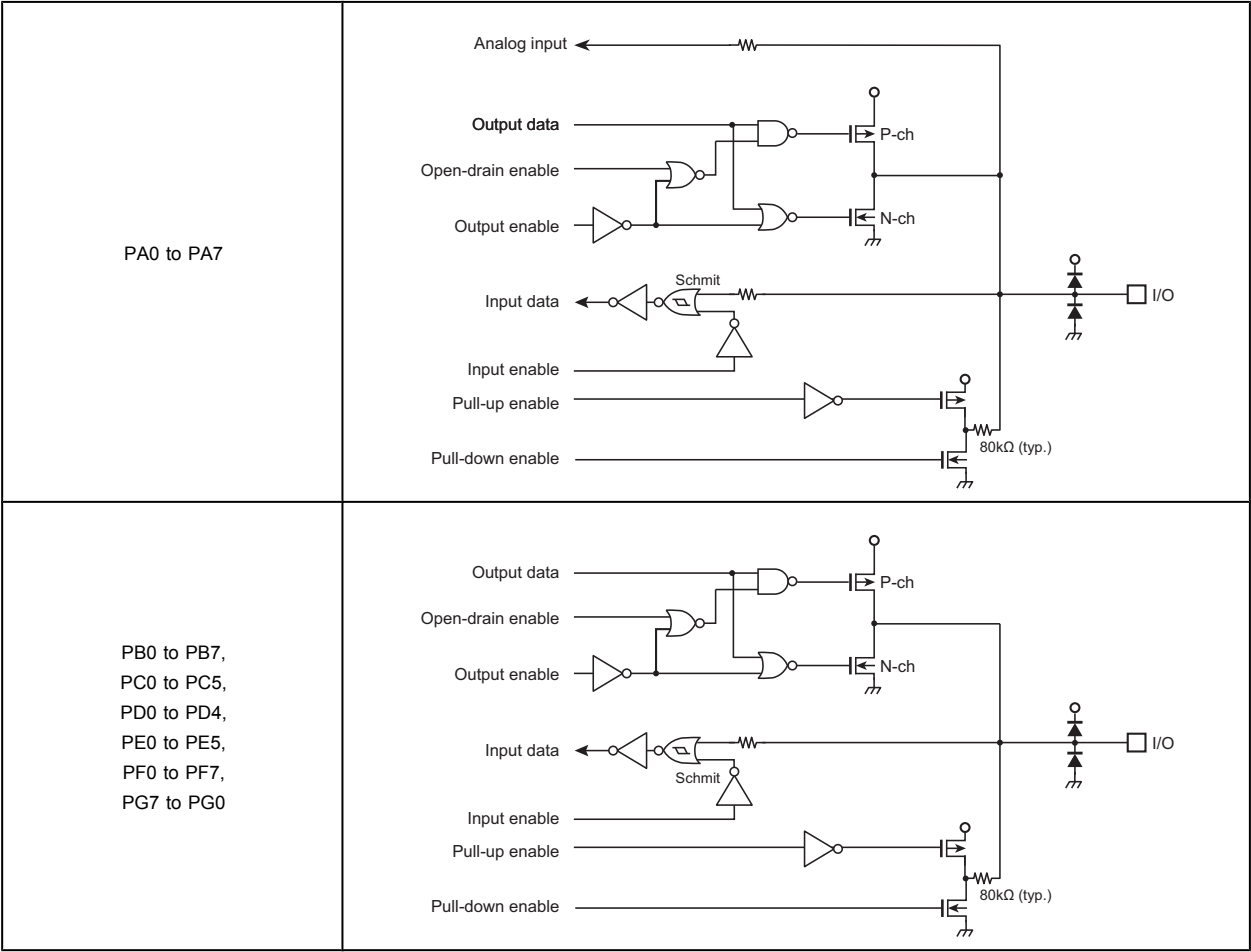 PA0 to PA7
Analog input
Output data
P-ch
Open-drain enable
Output enable
N-ch
Schmit
Input data
I/O
Input enable
Pull-up enable
80kΩ (typ.)
Pull-down enable
PB0 to PB7,
PC0 to PC5,
PD0 to PD4,
PE0 to PE5,
PF0 to PF7,
PG7 to PG0
Output data
P-ch
Open-drain enable
Output enable
N-ch
Input data
I/O
Schmit
Input enable
Pull-up enable
80kΩ (typ.)
Pull-down enable